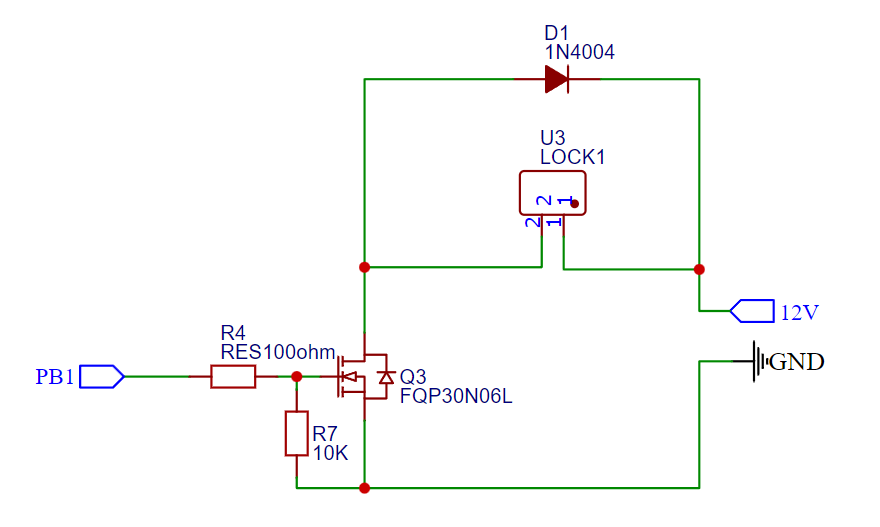 D1
1N4004
U3
LOCK1
2
1
2
1
12V
R4
RES100ohm
GND
PB1
Q3
FQP30N06L
R7
10K